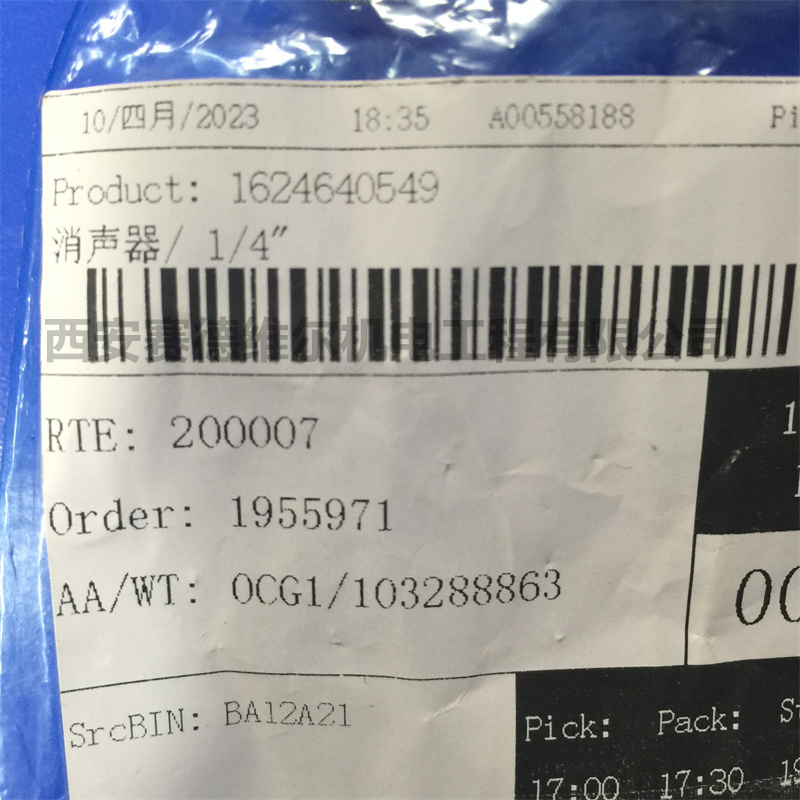 10/四月/2023 18:35 A00558188 Pi
Product: 1624640549
消声器/ 1/4"
西安赛德维尔机电工程有限公司
RTE: 200007
Order: 1955971
AA/WT: OCG1/103288863
SrcBIN: BA12A21
Pick: Pack: S
17:00 17:30